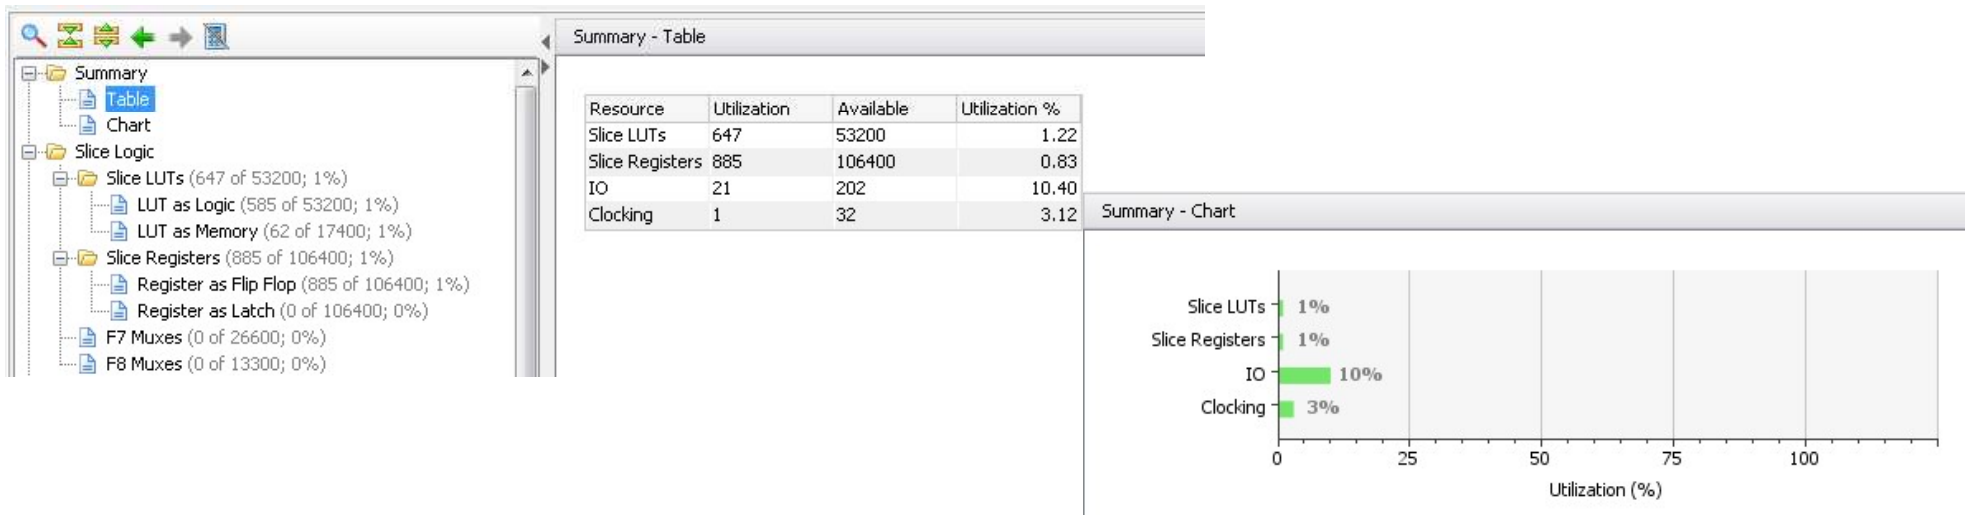 Summary
Table
Chart
Slice Logic
Slice LUTs (647 of 53200; 1%)
LUT as Logic (585 of 53200; 1%)
LUT as Memory (62 of 17400; 1%)
Slice Registers (885 of 106400; 1%)
Register as Flip Flop (885 of 106400; 1%)
Register as Latch (0 of 106400; 0%)
F7 Muxes (0 of 26600; 0%)
F8 Muxes (0 of 13300; 0%)
Summary - Table
Resource Utilization Available Utilization %
Slice LUTs 647 53200 1.22
Slice Registers 885 106400 0.83
IO 21 202 10.40
Clocking 1 32 3.12
Summary - Chart
Slice LUTs 1%
Slice Registers 1%
IO 10%
Clocking 3%
0 25 50 75 100
Utilization (%)